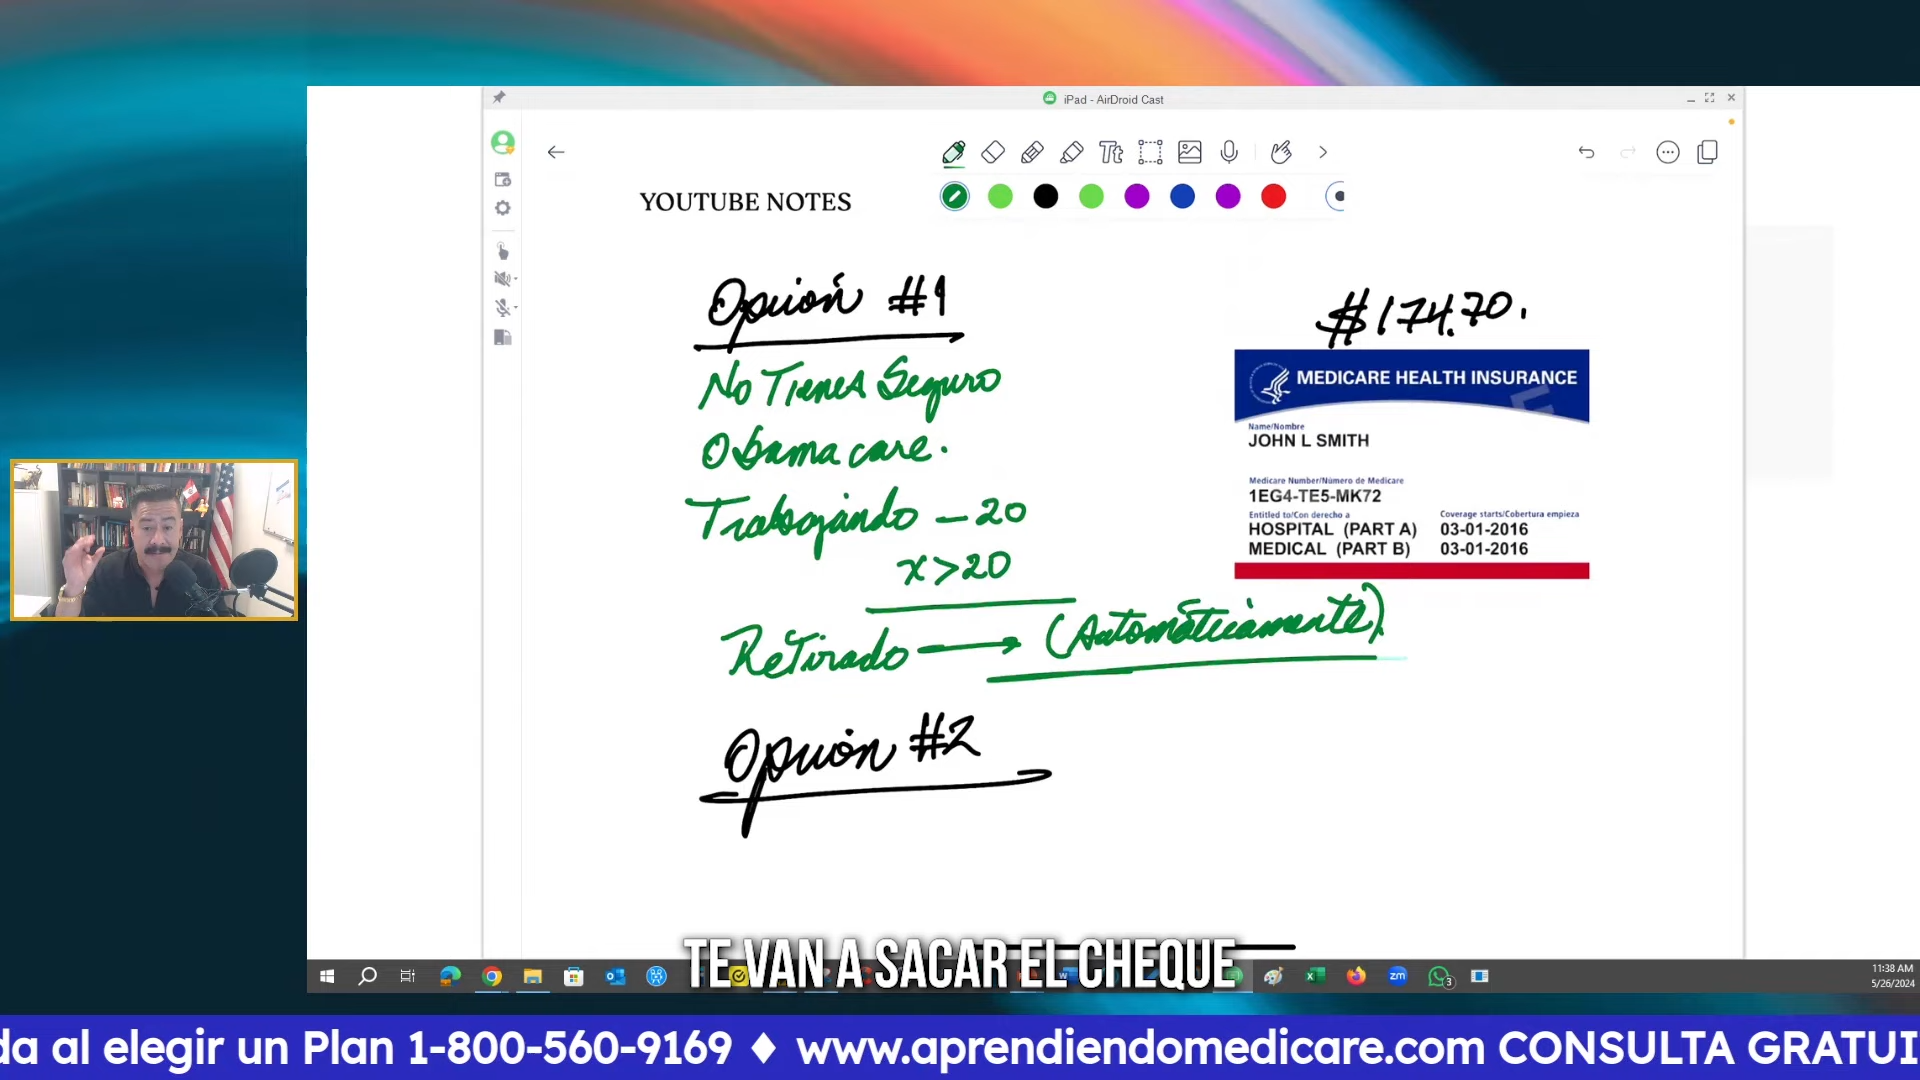 iPad - AirDroid Cast
Tt
YOUTUBE NOTES
Opción #1
$174.70.
No Tienes Seguro
Obamacare.
Trabajando - 20
x>20
Retirado → (Automáticamente)
Opción #2
MEDICARE HEALTH INSURANCE
Name/Nombre
JOHN L SMITH
Medicare Number/Número de Medicare
1EG4-TE5-MK72
Entitled to/Con derecho a
Coverage starts/Cobertura empieza
HOSPITAL (PART A) 03-01-2016
MEDICAL (PART B) 03-01-2016
TE VAN A SACAR EL CHEQUE
11:38 AM
5/26/2024
da al elegir un Plan 1-800-560-9169 ♦ www.aprendiendomedicare.com CONSULTA GRATUI